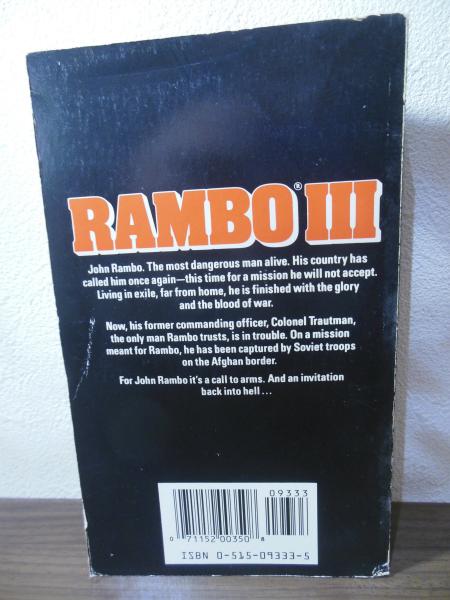 RAMBO® III
John Rambo. The most dangerous man alive. His country has
called him once again—this time for a mission he will not accept.
Living in exile, far from home, he is finished with the glory
and the blood of war.
Now, his former commanding officer, Colonel Trautman,
the only man Rambo trusts, is in trouble. On a mission
meant for Rambo, he has been captured by Soviet troops
on the Afghan border.
For John Rambo it's a call to arms. And an invitation
back into hell . . .
09333
0 71152 00350 8
ISBN 0-515-09333-5